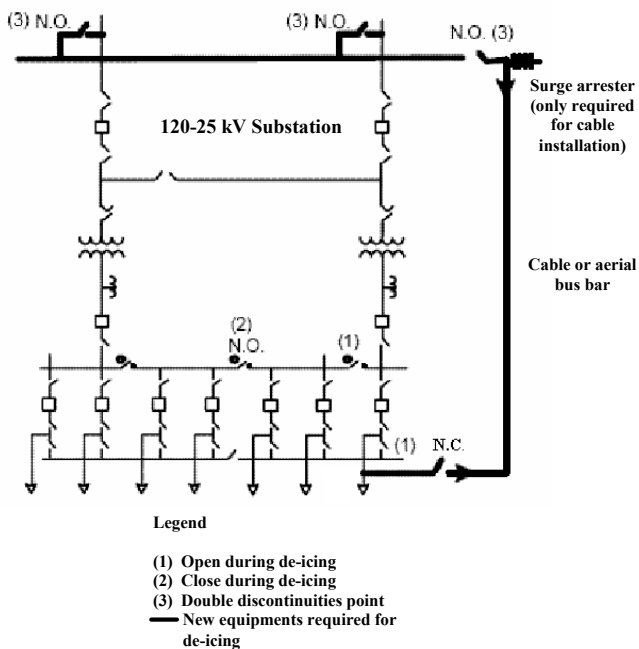 (3) N.O.
(3) N.O.
N.O. (3)
Surge arrester
(only required
for cable
installation)
120-25 kV Substation
Cable or aerial
bus bar
(2)
N.O.
(1)
(1)
N.C.
Legend
(1) Open during de-icing
(2) Close during de-icing
(3) Double discontinuities point
New equipments required for
de-icing